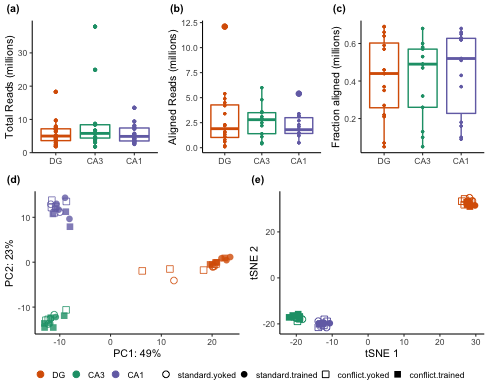 (a)
Total Reads (millions)
30
20
10
0
DG CA3 CA1
(b)
Aligned Reads (millions)
12.5
10.0
7.5
5.0
2.5
0.0
DG CA3 CA1
(c)
Fraction aligned (millions)
0.6
0.4
0.2
DG CA3 CA1
(d)
PC2: 23%
10
0
-10
-10 0 10 20
PC1: 49%
(e)
tSNE 2
20
0
-20
-20 -10 0 10 20 30
tSNE 1
DG CA3 CA1 standard.yoked standard.trained conflict.yoked conflict.trained